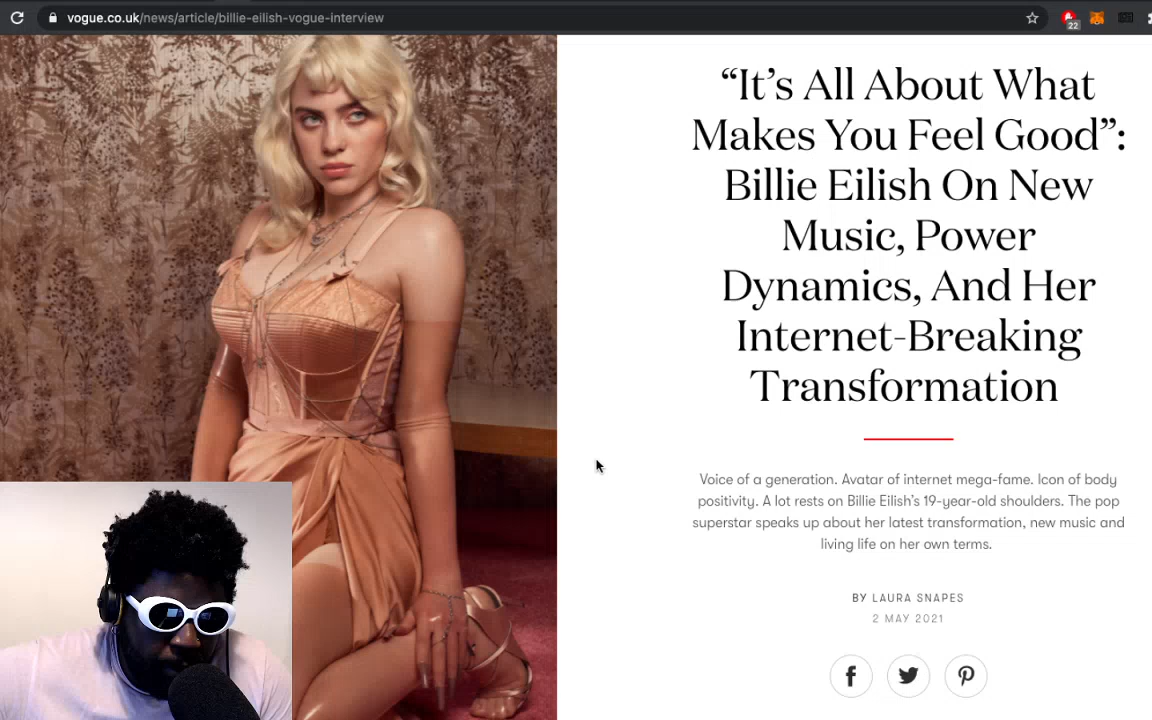 vogue.co.uk/news/article/billie-eilish-vogue-interview
22
“It’s All About What
Makes You Feel Good”:
Billie Eilish On New
Music, Power
Dynamics, And Her
Internet-Breaking
Transformation
Voice of a generation. Avatar of internet mega-fame. Icon of body
positivity. A lot rests on Billie Eilish’s 19-year-old shoulders. The pop
superstar speaks up about her latest transformation, new music and
living life on her own terms.
BY LAURA SNAPES
2 MAY 2021